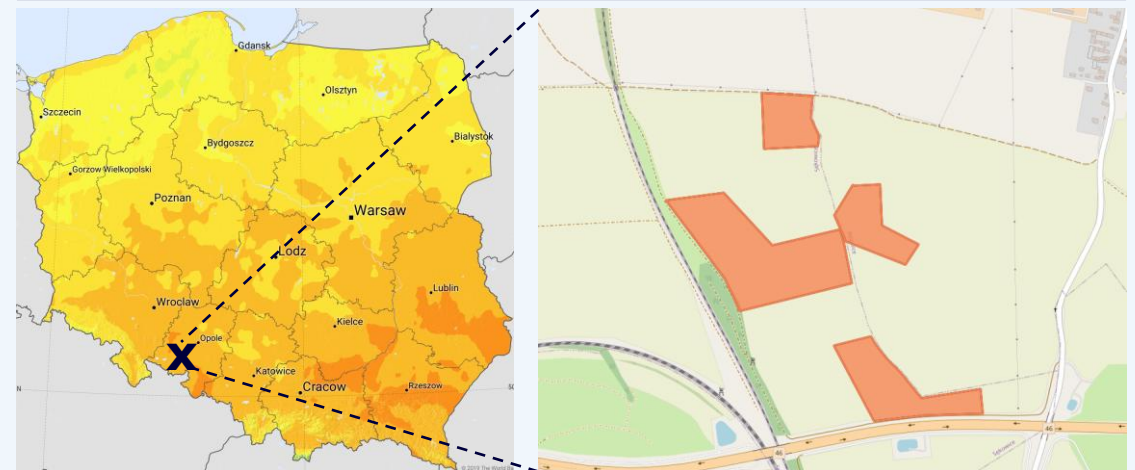 Gdansk
Olsztyn
Szczecin
Bialystok
Bydgoszcz
Gorzow Wielkopolski
Poznan
Warsaw
Lodz
Lublin
Wroclaw
Kielce
Opole
Katowice
Cracow
Rzeszow
N
46
46